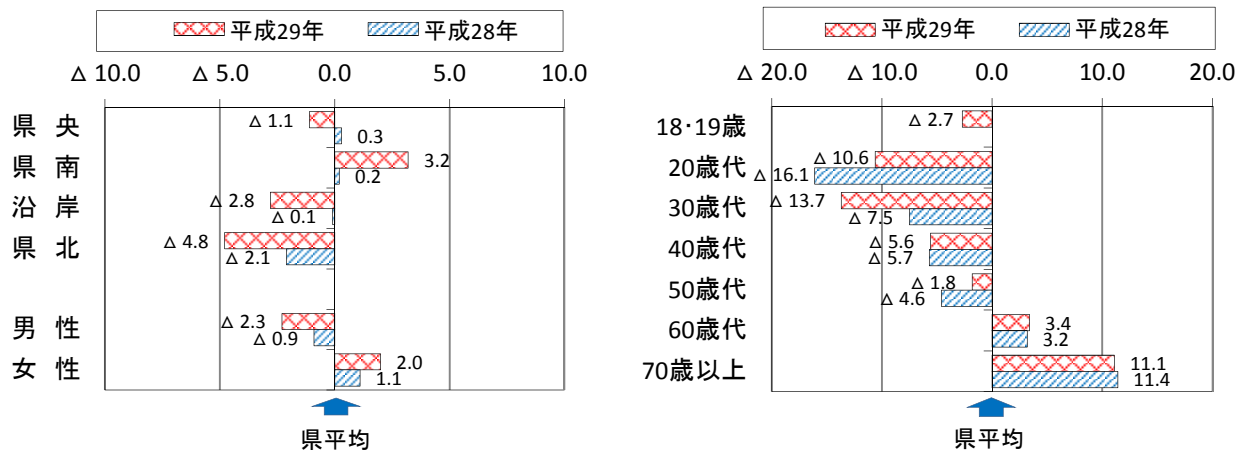 平成29年 平成28年
△ 10.0 △ 5.0 0.0 5.0 10.0
県 央 △ 1.1 0.3
県 南 3.2 0.2
沿 岸 △ 2.8 △ 0.1
県 北 △ 4.8 △ 2.1
男 性 △ 2.3 △ 0.9
女 性 2.0 1.1
県平均
平成29年 平成28年
△ 20.0 △ 10.0 0.0 10.0 20.0
18･19歳 △ 2.7
20歳代 △ 10.6 △ 16.1
30歳代 △ 13.7 △ 7.5
40歳代 △ 5.6 △ 5.7
50歳代 △ 1.8 △ 4.6
60歳代 3.4 3.2
70歳以上 11.1 11.4
県平均